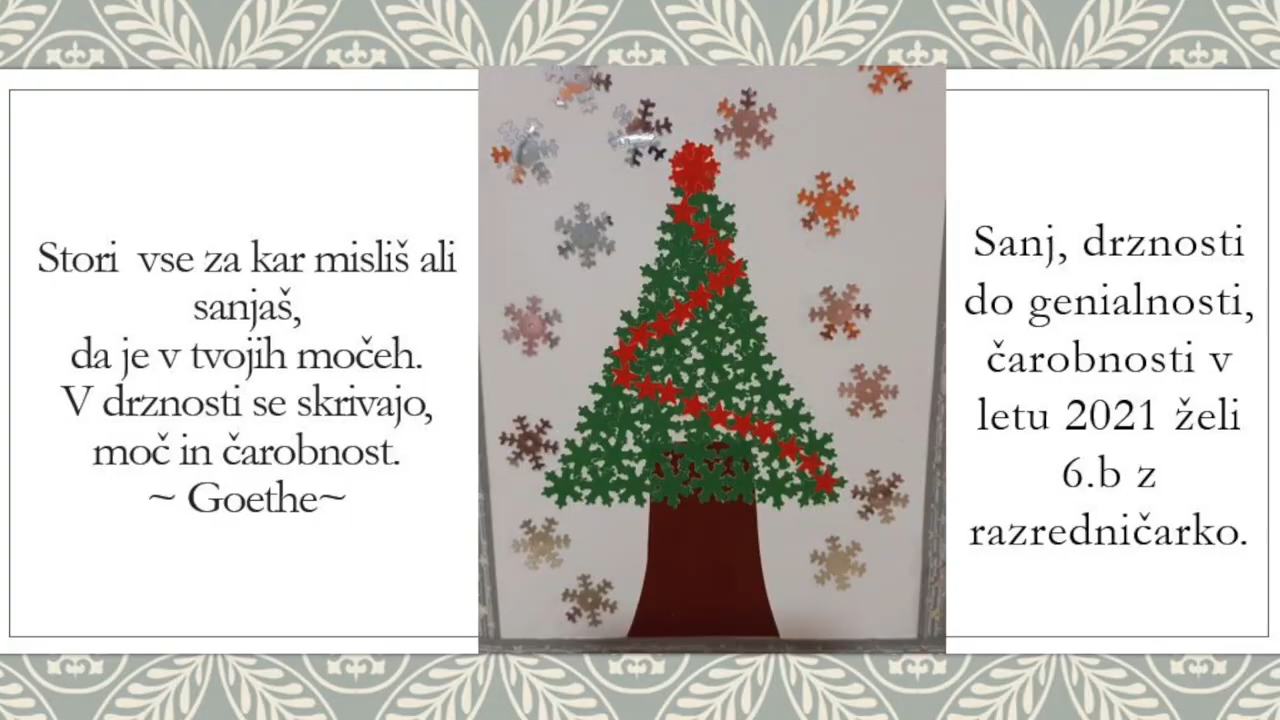 Stori  vse za kar misliš ali
sanjaš,
da je v tvojih močeh.
V drznosti se skrivajo,
moč in čarobnost.
~ Goethe~
Sanj, drznosti
do genialnosti,
čarobnosti v
letu 2021 želi
6.b z
razredničarko.